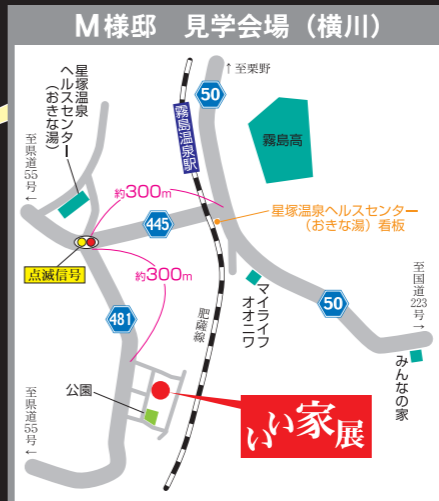 M様邸 見学会場(横川)
↑至栗野
50
霧島温泉駅
霧島高
星塚温泉
ヘルスセンター
(おきな湯)
至県道55号←
約300m
445
星塚温泉ヘルスセンター
(おきな湯)看板
点滅信号
約300m
481
肥薩線
マイライフ
オオニワ
50
至国道223号→
みんなの家
公園
いい家展
至県道55号←